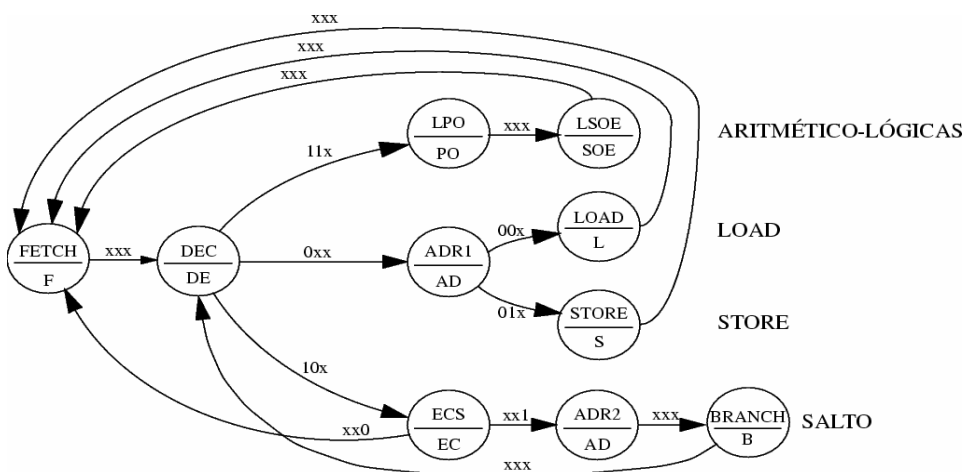 xxx
xxx
xxx
LPO
PO
xxx
LSOE
SOE
ARITMÉTICO-LÓGICAS
11x
FETCH
F
xxx
DEC
DE
0xx
ADR1
AD
00x
LOAD
L
LOAD
01x
STORE
S
STORE
10x
xx0
ECS
EC
xx1
ADR2
AD
xxx
BRANCH
B
SALTO
xxx